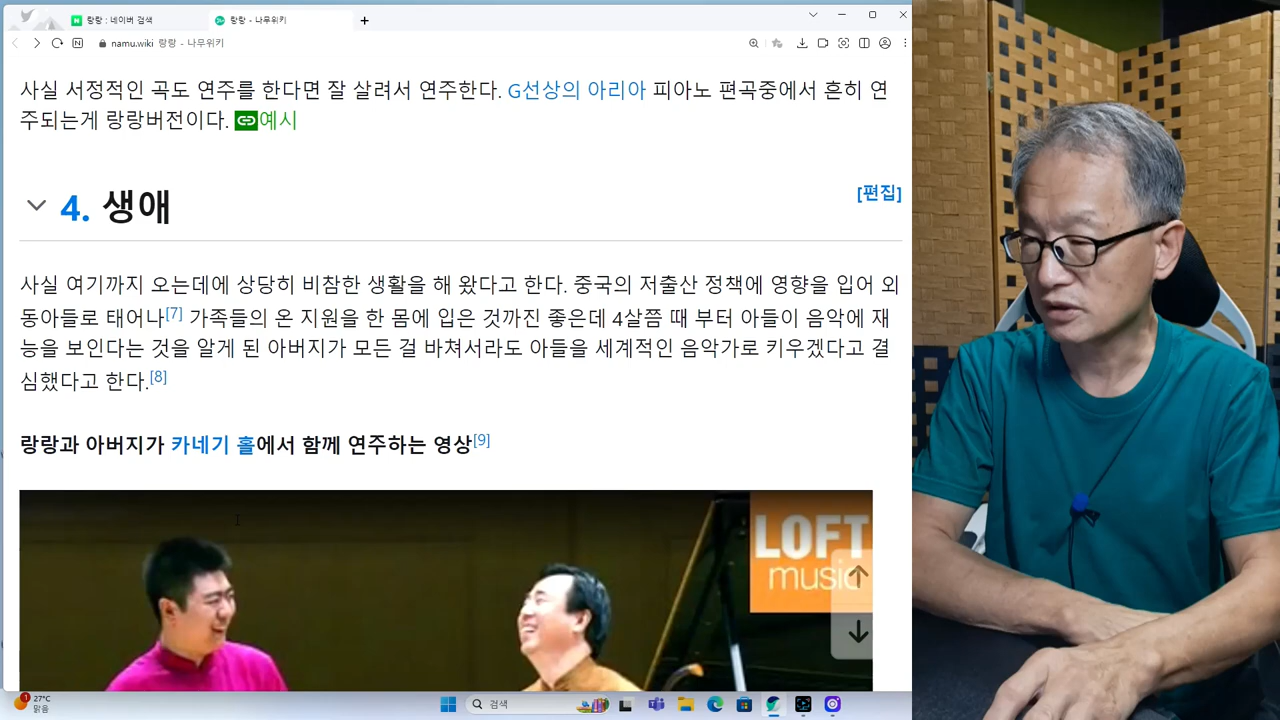 랑랑 : 네이버 검색
랑랑 - 나무위키
namu.wiki 랑랑 - 나무위키
사실 서정적인 곡도 연주를 한다면 잘 살려서 연주한다. G선상의 아리아 피아노 편곡중에서 흔히 연
주되는게 랑랑버전이다. 예시
4. 생애
[편집]
사실 여기까지 오는데에 상당히 비참한 생활을 해 왔다고 한다. 중국의 저출산 정책에 영향을 입어 외
동아들로 태어나[7] 가족들의 온 지원을 한 몸에 입은 것까진 좋은데 4살쯤 때 부터 아들이 음악에 재
능을 보인다는 것을 알게 된 아버지가 모든 걸 바쳐서라도 아들을 세계적인 음악가로 키우겠다고 결
심했다고 한다.[8]
랑랑과 아버지가 카네기 홀에서 함께 연주하는 영상[9]
LOFT
music
1
27°C
맑음
검색